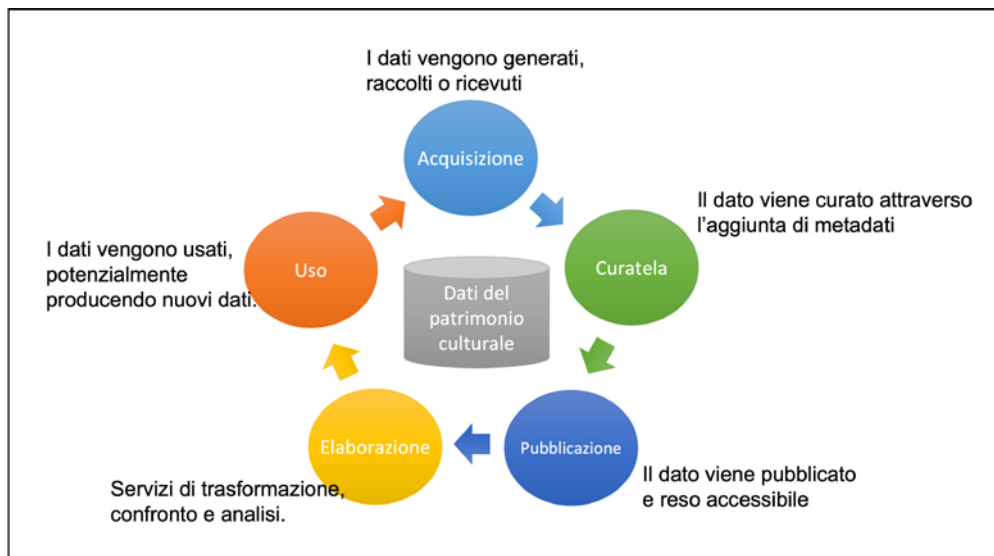 I dati vengono generati,
raccolti o ricevuti
Acquisizione
Il dato viene curato attraverso
l'aggiunta di metadati
Curatela
I dati vengono usati,
potenzialmente
producendo nuovi dati.
Uso
Dati del
patrimonio
culturale
Elaborazione
Pubblicazione
Servizi di trasformazione,
confronto e analisi.
Il dato viene pubblicato
e reso accessibile